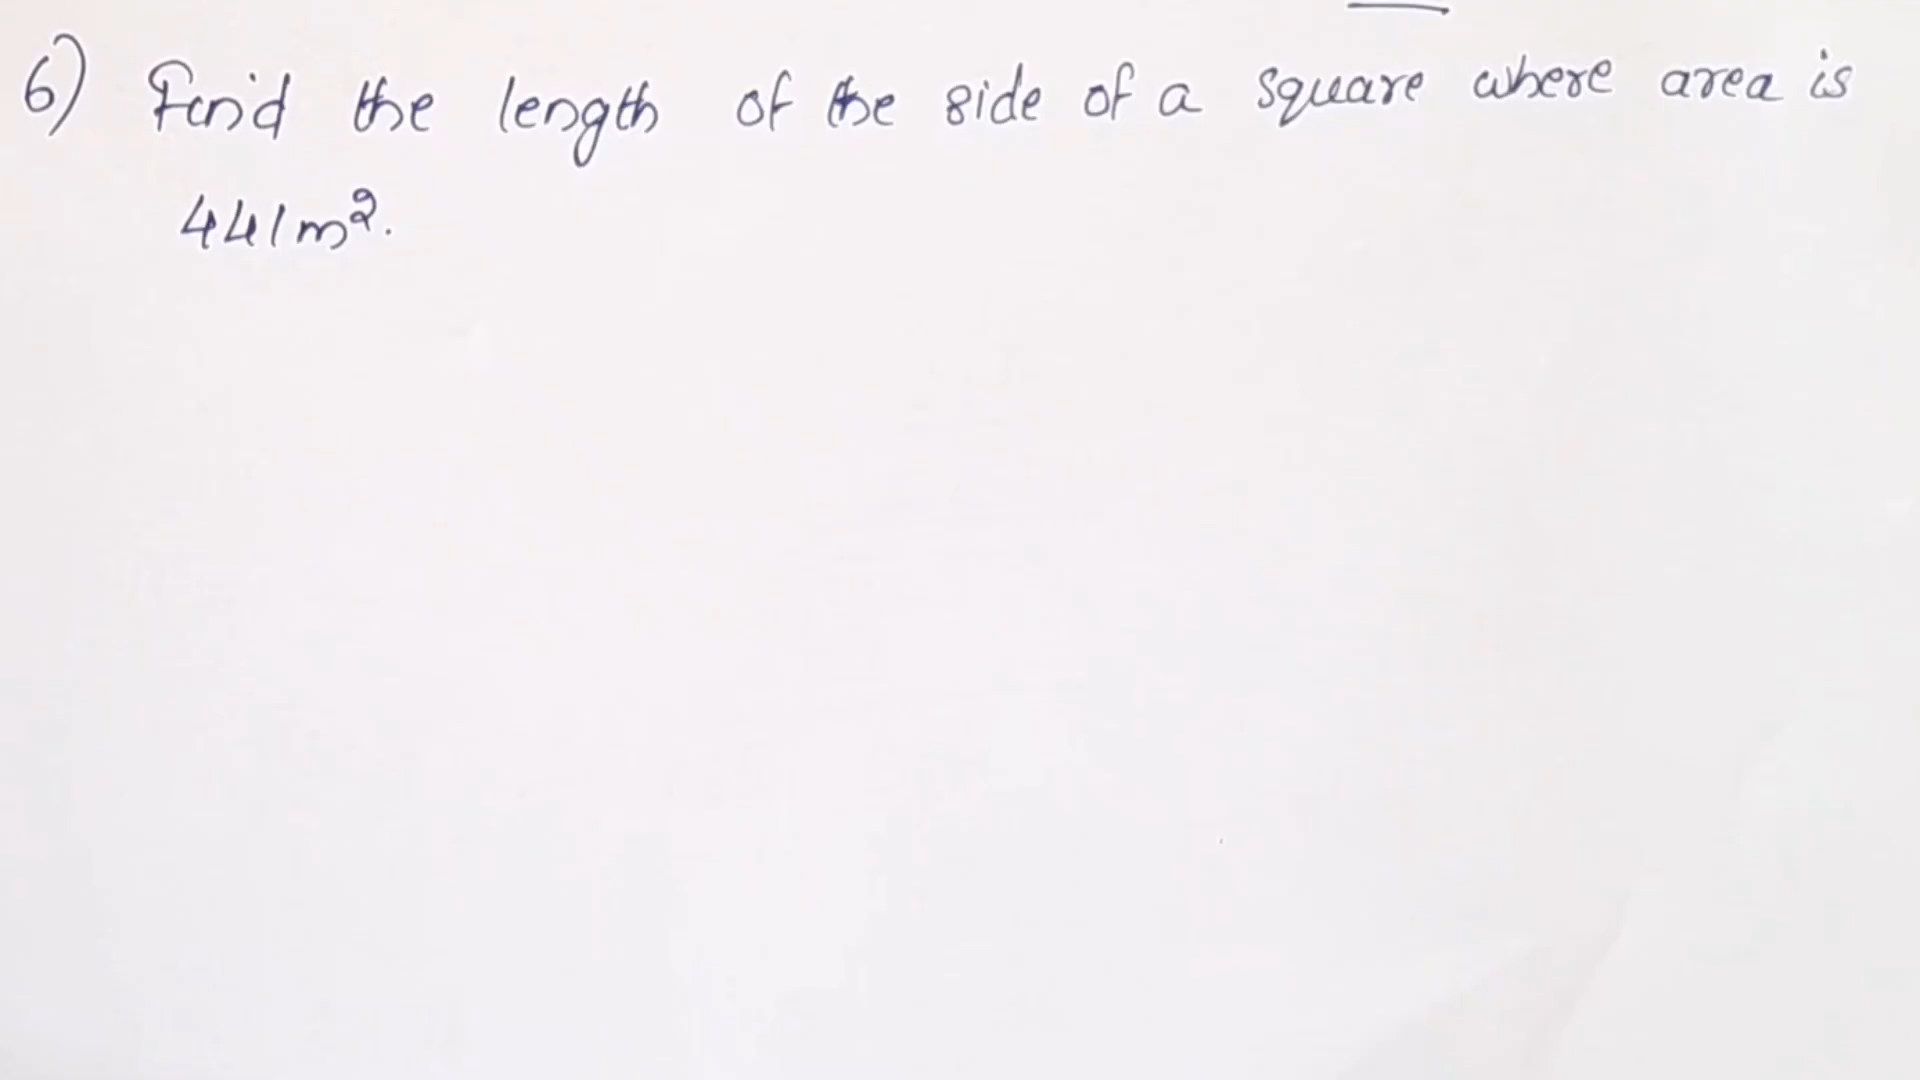 6) Find the length of the side of a square where area is
441m².